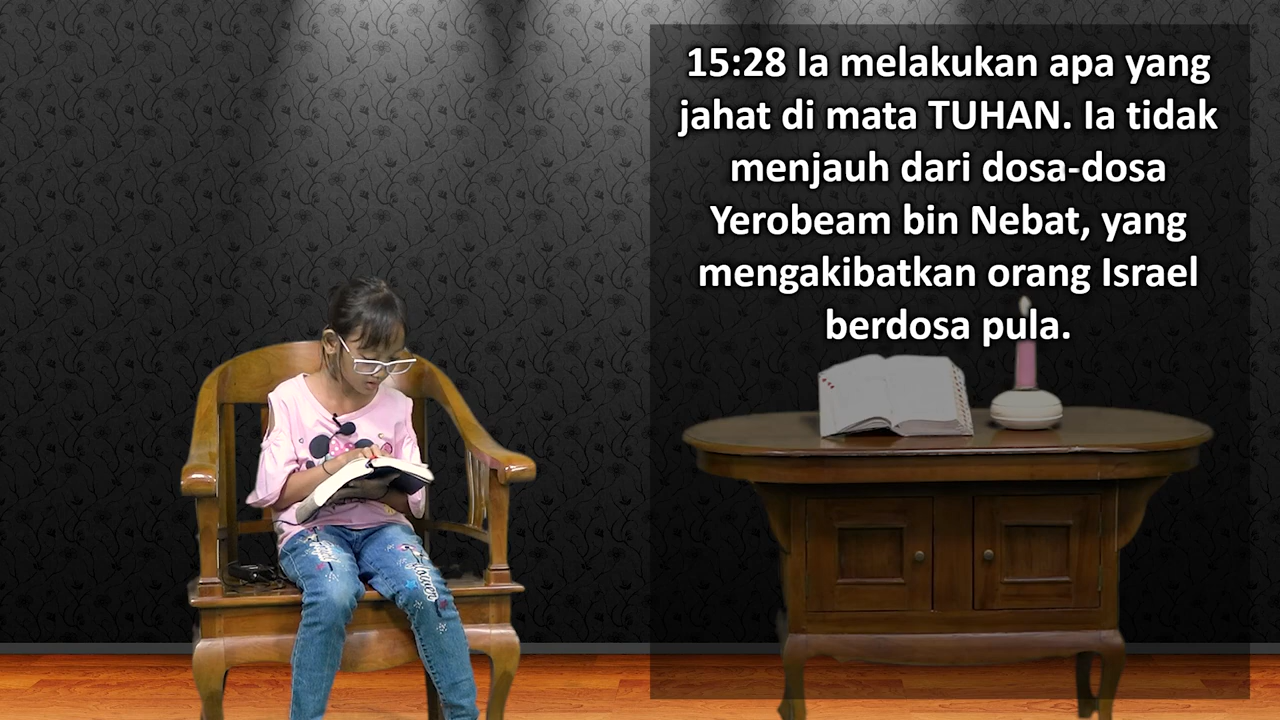 15:28 Ia melakukan apa yang
jahat di mata TUHAN. Ia tidak
menjauh dari dosa-dosa
Yerobeam bin Nebat, yang
mengakibatkan orang Israel
berdosa pula.